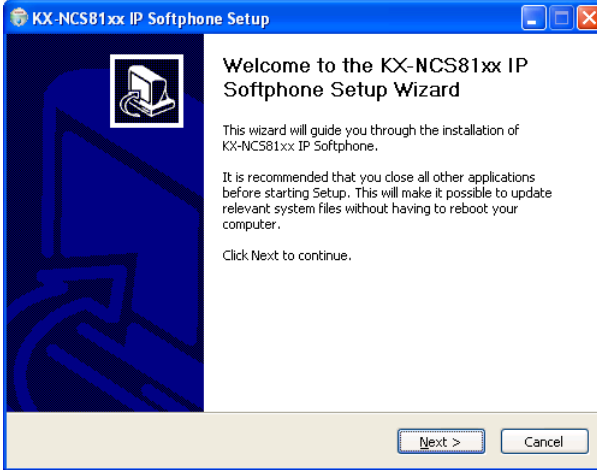 KX-NCS81xx IP Softphone Setup
Welcome to the KX-NCS81xx IP
Softphone Setup Wizard
This wizard will guide you through the installation of
KX-NCS81xx IP Softphone.
It is recommended that you close all other applications
before starting Setup. This will make it possible to update
relevant system files without having to reboot your
computer.
Click Next to continue.
Next >
Cancel